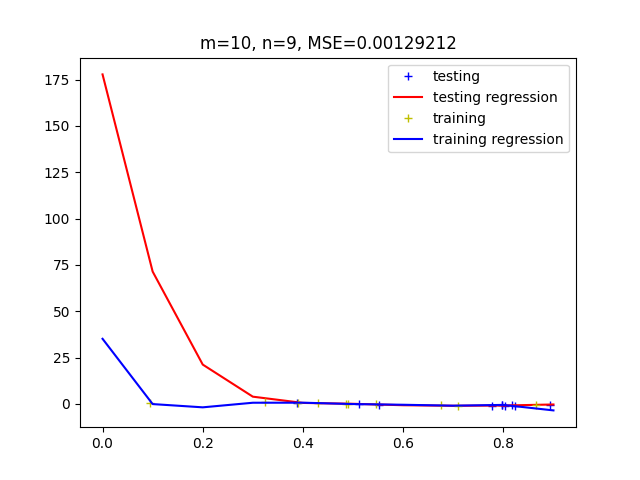 m=10, n=9, MSE=0.00129212
testing
testing regression
training
training regression
175
150
125
100
75
50
25
0
0.0 0.2 0.4 0.6 0.8